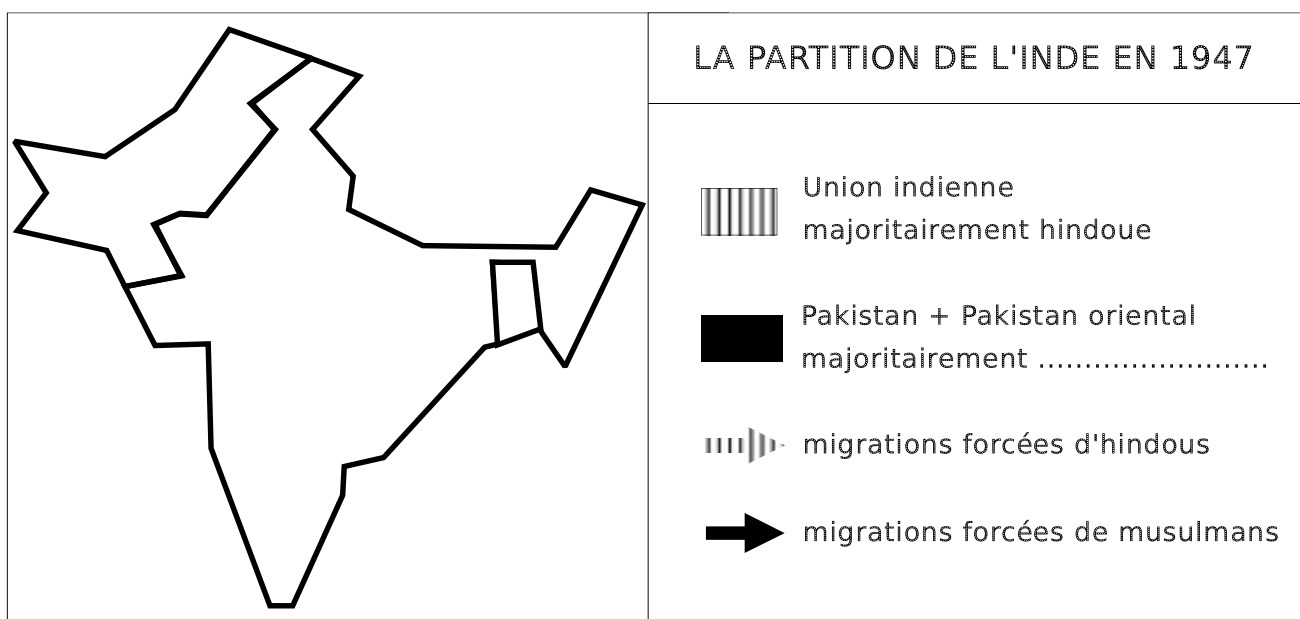 LA PARTITION DE L'INDE EN 1947
Union indienne
majoritairement hindoue
Pakistan + Pakistan oriental
majoritairement .........................
migrations forcées d'hindous
migrations forcées de musulmans